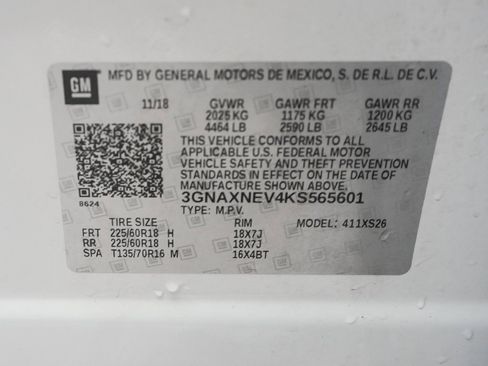 GM MFD BY GENERAL MOTORS DE MEXICO, S. DE R.L. DE C.V.
11/18 GVWR GAWR FRT GAWR RR
2025 KG 1175 KG 1200 KG
4464 LB 2590 LB 2645 LB
THIS VEHICLE CONFORMS TO ALL
APPLICABLE U.S. FEDERAL MOTOR
VEHICLE SAFETY AND THEFT PREVENTION
STANDARDS IN EFFECT ON THE DATE OF
MANUFACTURE SHOWN ABOVE.
3GNAXNEV4KS565601
8624 TYPE: M.P.V.
TIRE SIZE RIM MODEL: 411XS26
FRT 225/60R18 H 18X7J
RR 225/60R18 H 18X7J
SPA T135/70R16 M 16X4BT